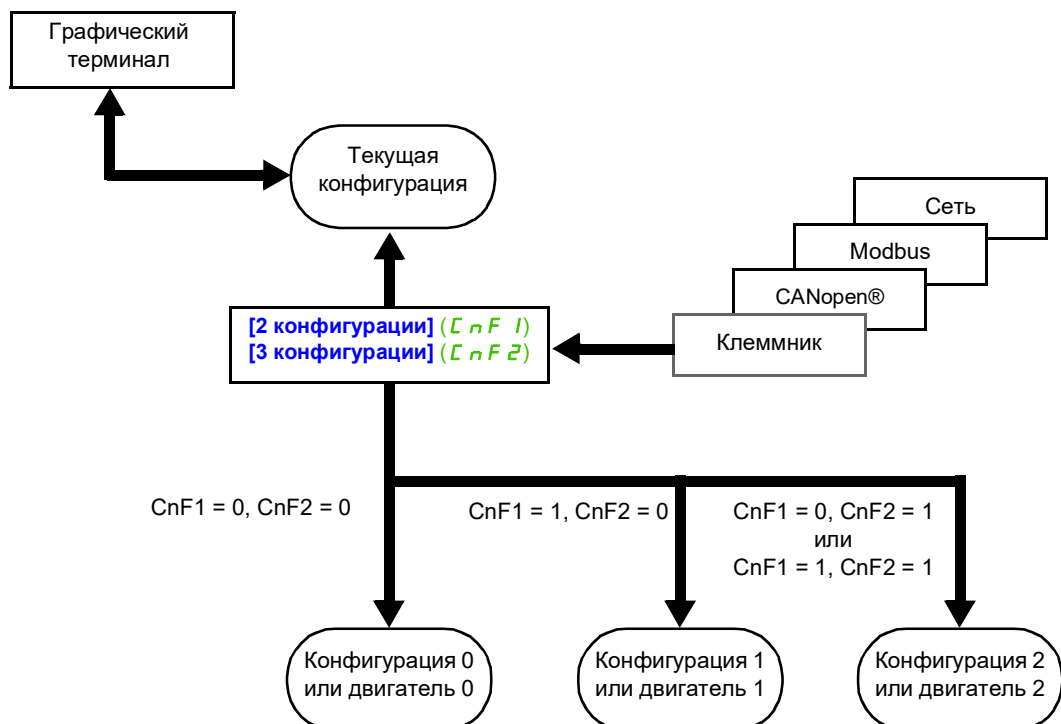 Графический
терминал
Текущая
конфигурация
Сеть
Modbus
CANopen®
Клеммник
[2 конфигурации] (CnF1)
[3 конфигурации] (CnF2)
CnF1 = 0, CnF2 = 0
CnF1 = 1, CnF2 = 0
CnF1 = 0, CnF2 = 1
или
CnF1 = 1, CnF2 = 1
Конфигурация 0
или двигатель 0
Конфигурация 1
или двигатель 1
Конфигурация 2
или двигатель 2